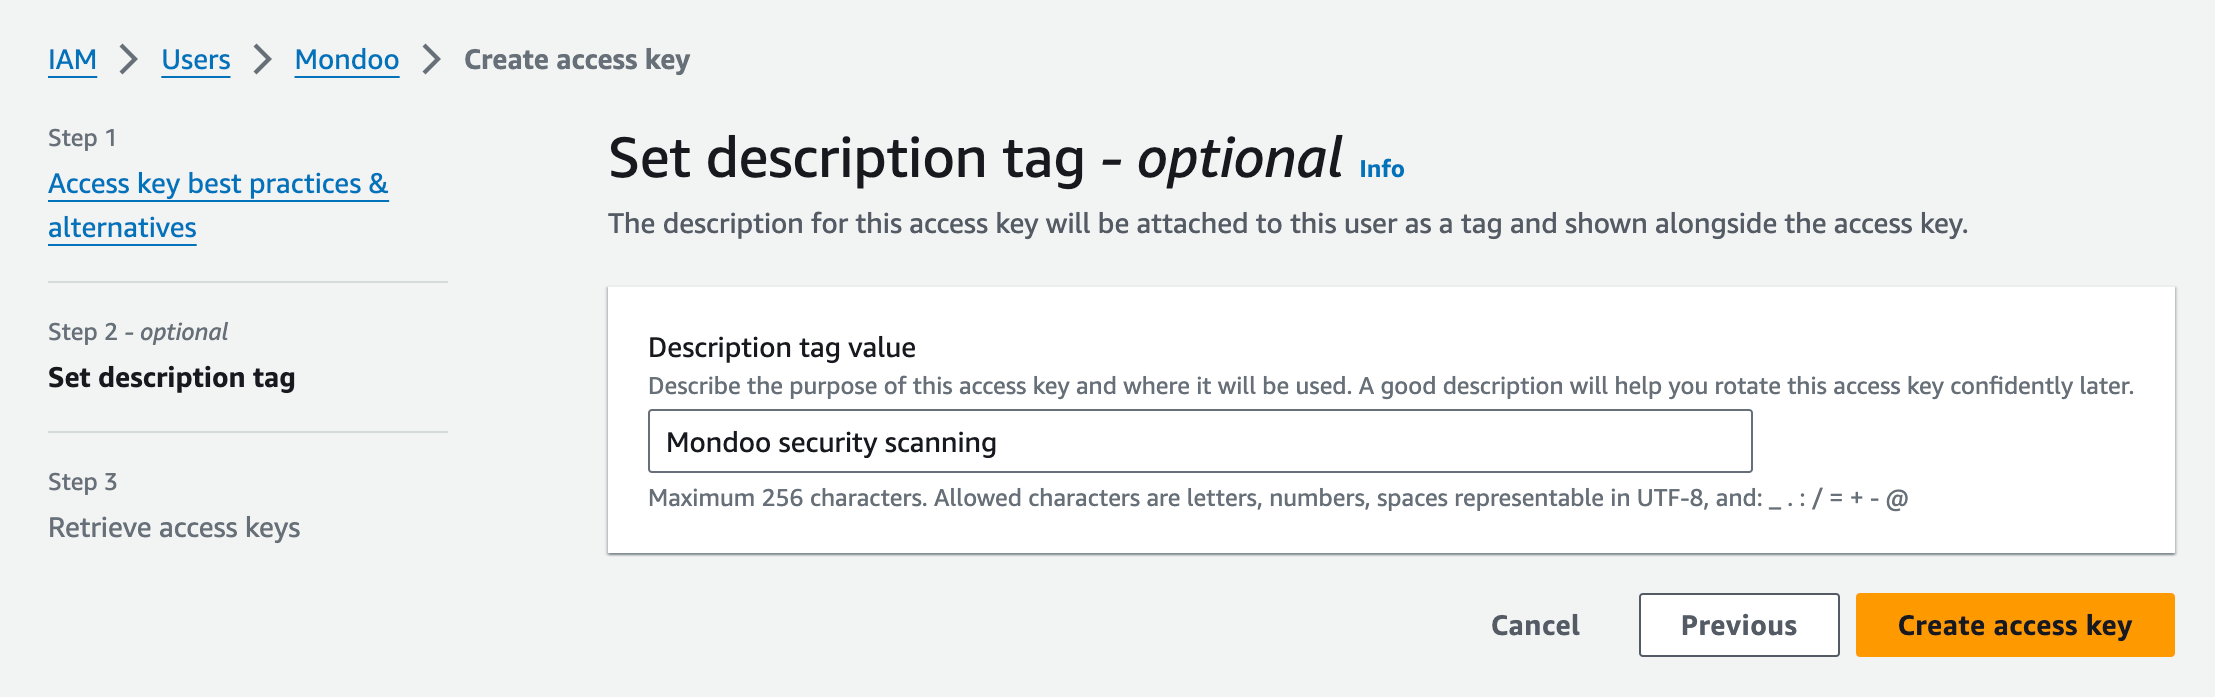 IAM > Users > Mondoo > Create access key
Step 1
Access key best practices &
alternatives
Step 2 - optional
Set description tag
Step 3
Retrieve access keys
Set description tag - optional Info
The description for this access key will be attached to this user as a tag and shown alongside the access key.
Description tag value
Describe the purpose of this access key and where it will be used. A good description will help you rotate this access key confidently later.
Mondoo security scanning
Maximum 256 characters. Allowed characters are letters, numbers, spaces representable in UTF-8, and: _ . : / = + - @
Cancel Previous Create access key